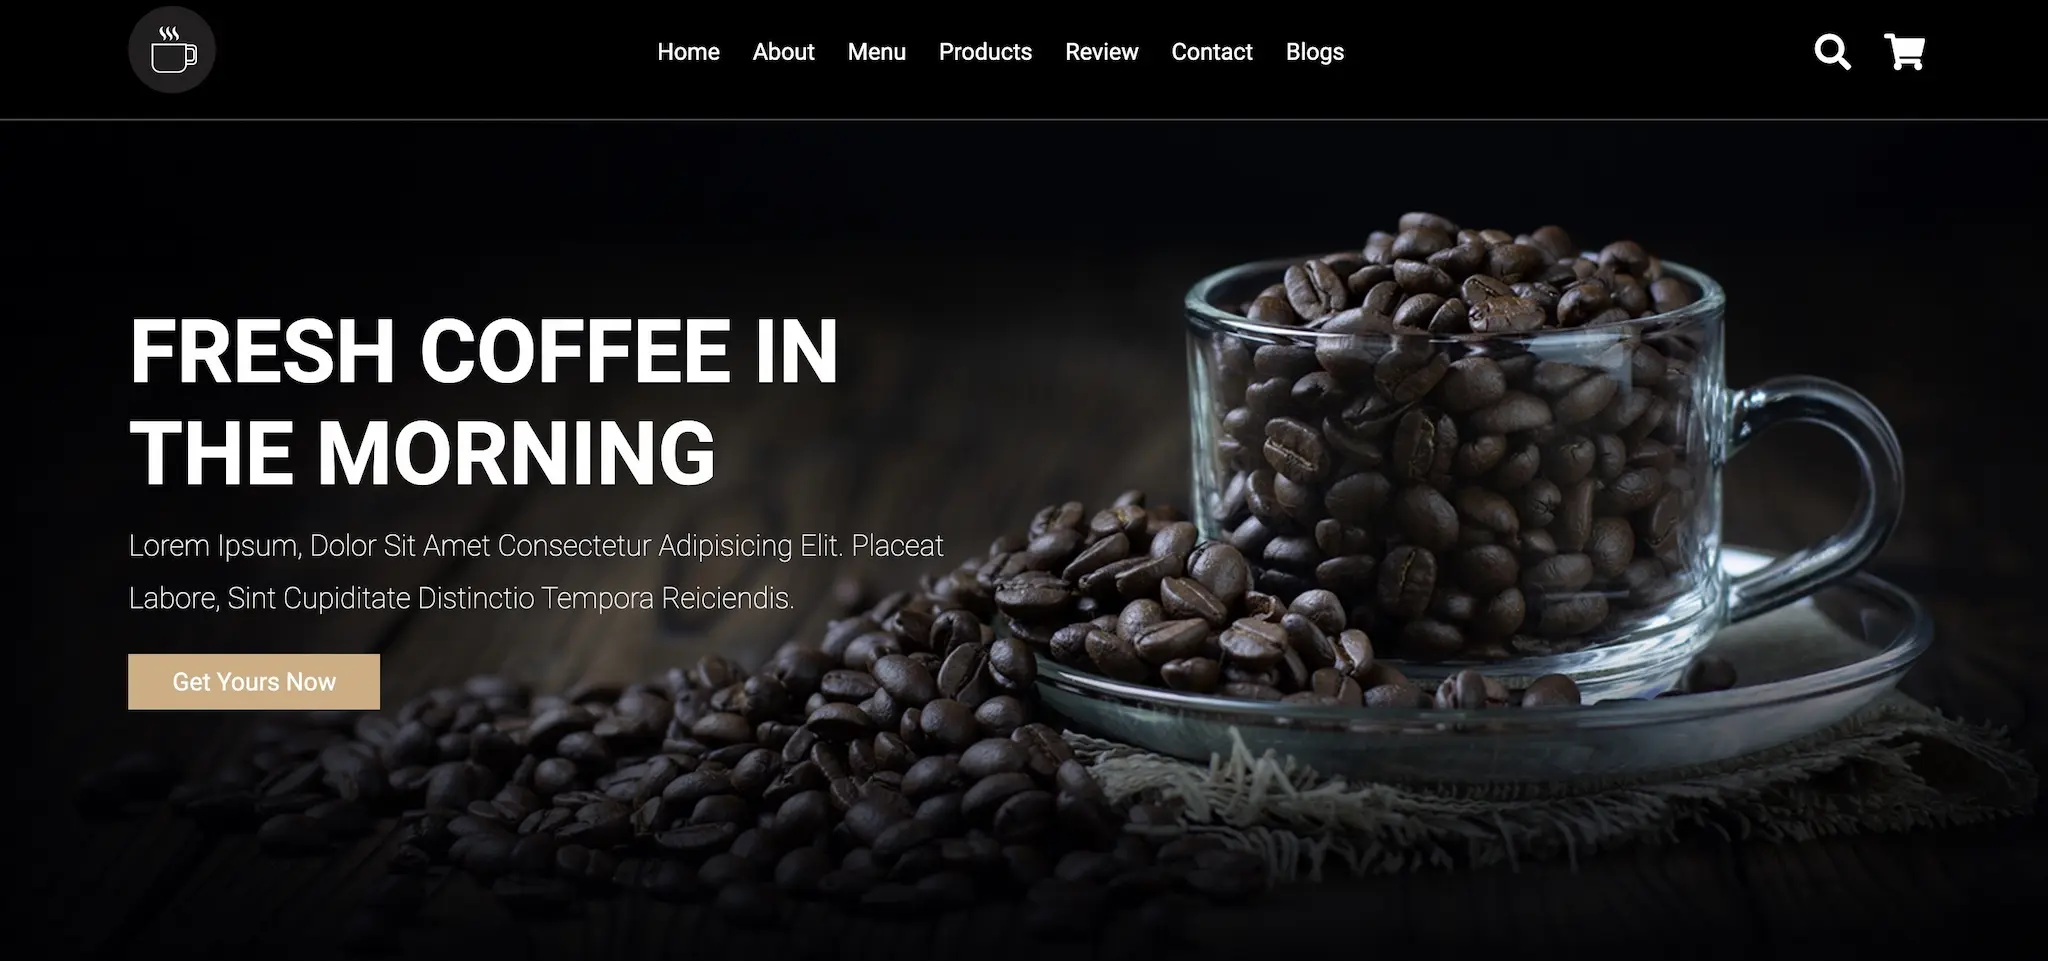 Home About Menu Products Review Contact Blogs
FRESH COFFEE IN
THE MORNING
Lorem Ipsum, Dolor Sit Amet Consectetur Adipisicing Elit. Placeat
Labore, Sint Cupiditate Distinctio Tempora Reiciendis.
Get Yours Now